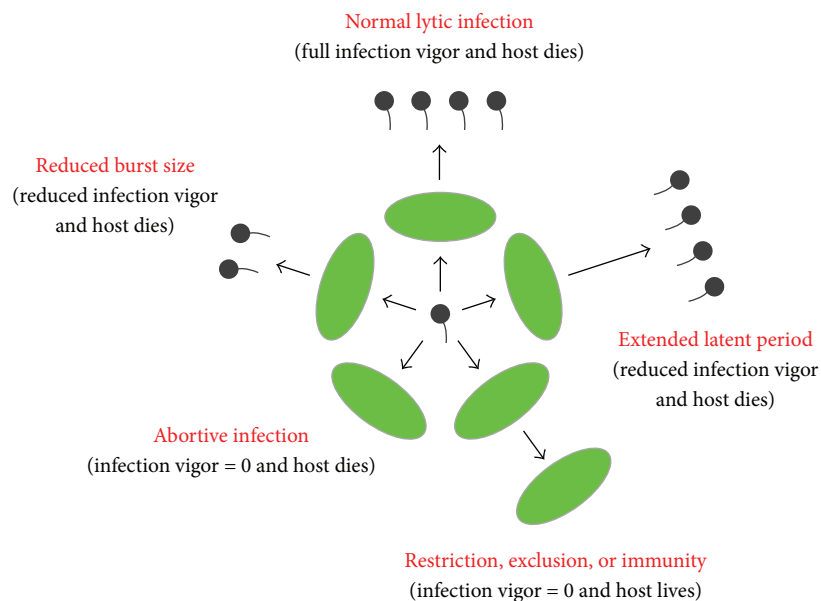 Normal lytic infection
(full infection vigor and host dies)
Reduced burst size
(reduced infection vigor
and host dies)
Extended latent period
(reduced infection vigor
and host dies)
Abortive infection
(infection vigor = 0 and host dies)
Restriction, exclusion, or immunity
(infection vigor = 0 and host lives)